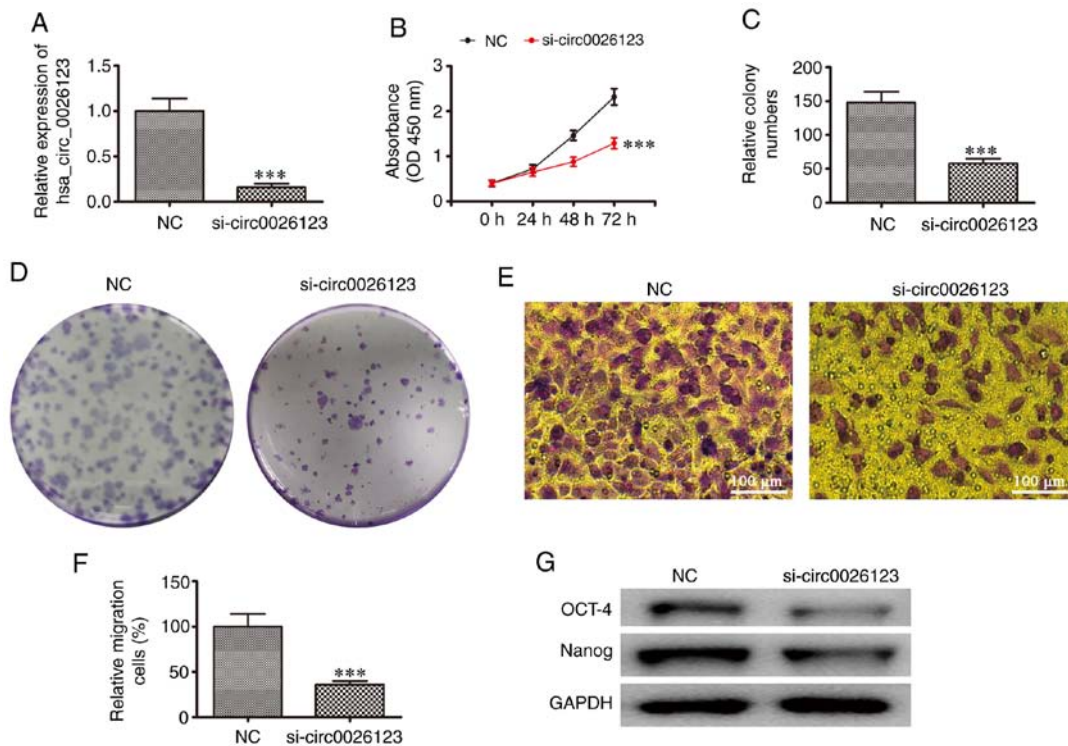 A
Relative expression of
hsa_circ_0026123
1.5
1.0
0.5
0.0
***
NC
si-circ0026123
B
NC
si-circ0026123
Absorbance
(OD 450 nm)
3
2
1
0
***
0 h
24 h
48 h
72 h
C
Relative colony
numbers
200
150
100
50
0
***
NC
si-circ0026123
D
NC
si-circ0026123
E
NC
si-circ0026123
100 μm
100 μm
F
Relative migration
cells (%)
150
100
50
0
***
NC
si-circ0026123
G
NC
si-circ0026123
OCT-4
Nanog
GAPDH